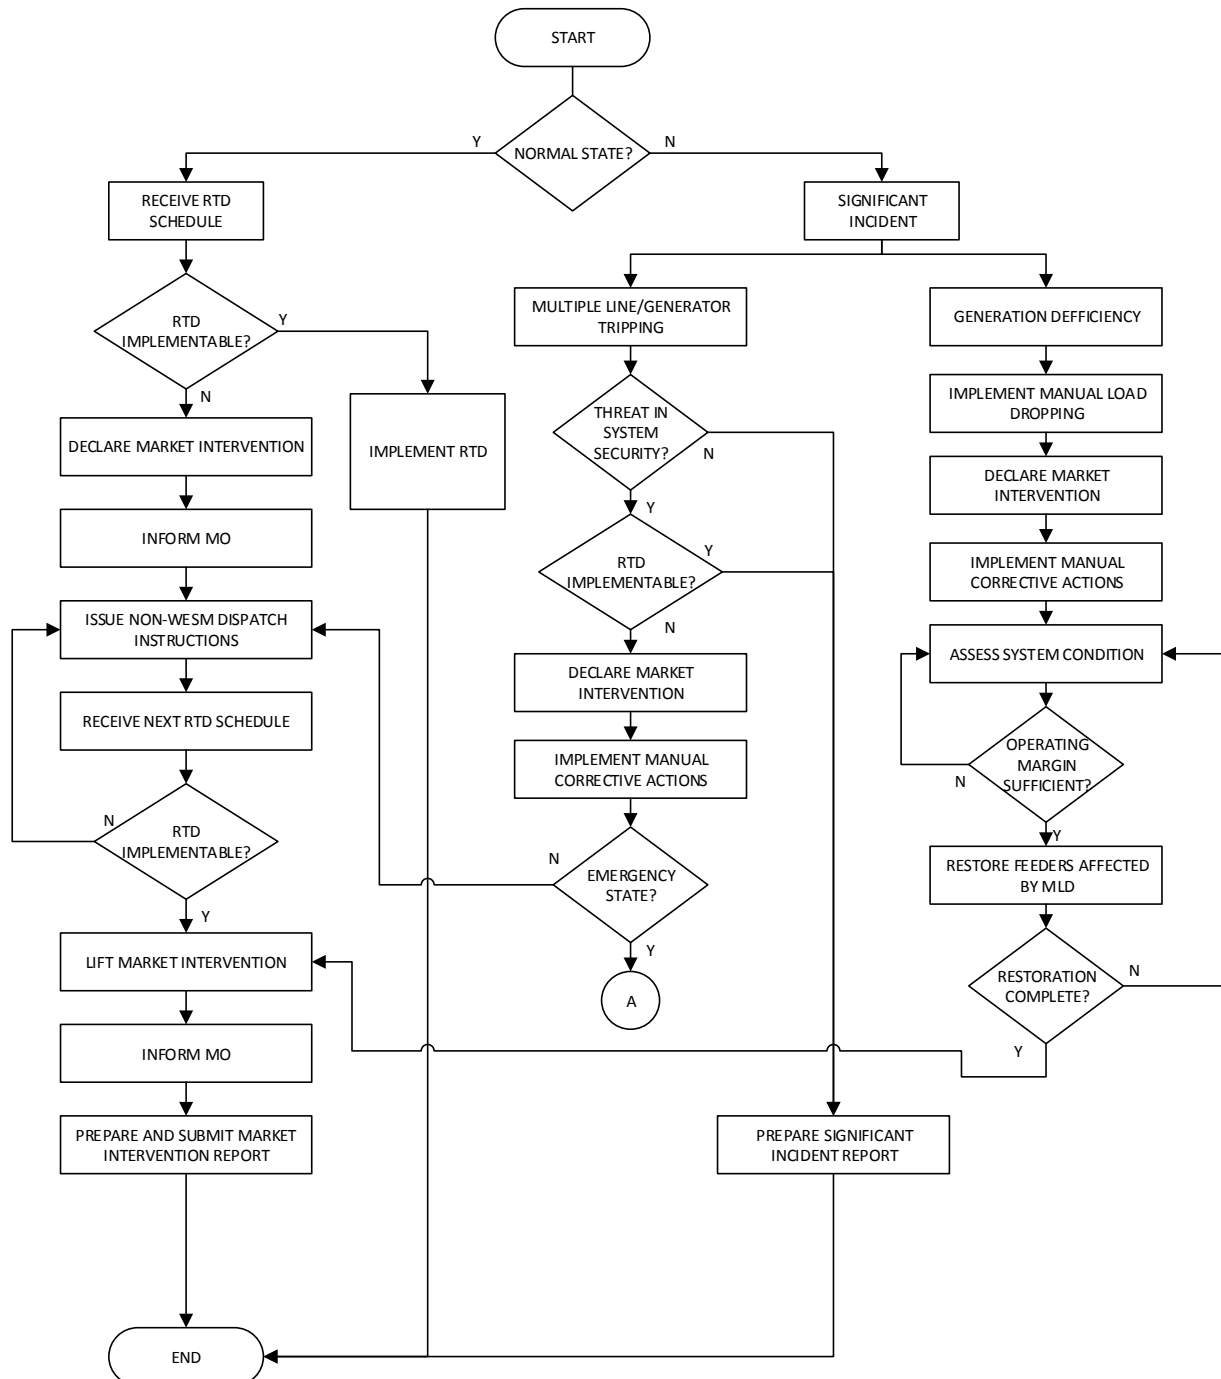 START
Y
NORMAL STATE?
N
RECEIVE RTD
SCHEDULE
SIGNIFICANT
INCIDENT
RTD
IMPLEMENTABLE?
Y
N
MULTIPLE LINE/GENERATOR
TRIPPING
GENERATION DEFFICIENCY
DECLARE MARKET INTERVENTION
IMPLEMENT RTD
THREAT IN
SYSTEM
SECURITY?
N
Y
IMPLEMENT MANUAL LOAD
DROPPING
INFORM MO
DECLARE MARKET
INTERVENTION
RTD
IMPLEMENTABLE?
Y
N
IMPLEMENT MANUAL
CORRECTIVE ACTIONS
ISSUE NON-WESM DISPATCH
INSTRUCTIONS
DECLARE MARKET
INTERVENTION
ASSESS SYSTEM CONDITION
RECEIVE NEXT RTD SCHEDULE
IMPLEMENT MANUAL
CORRECTIVE ACTIONS
OPERATING
MARGIN
SUFFICIENT?
N
Y
N
RTD
IMPLEMENTABLE?
Y
N
EMERGENCY
STATE?
Y
RESTORE FEEDERS AFFECTED
BY MLD
LIFT MARKET INTERVENTION
A
RESTORATION
COMPLETE?
N
Y
INFORM MO
PREPARE AND SUBMIT MARKET
INTERVENTION REPORT
PREPARE SIGNIFICANT
INCIDENT REPORT
END